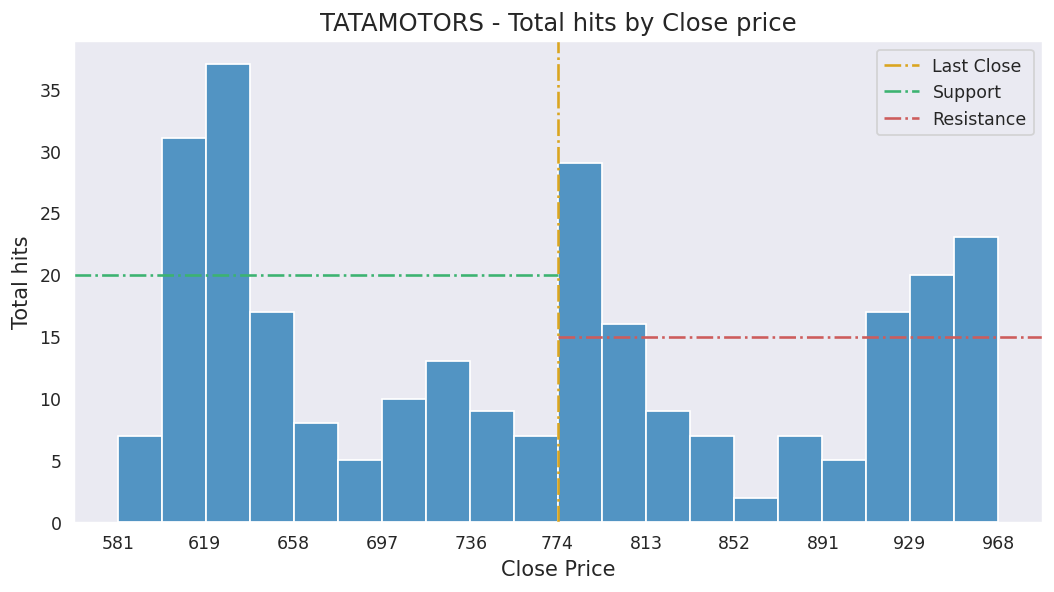 TATAMOTORS - Total hits by Close price
Last Close
Support
Resistance
Total hits
35
30
25
20
15
10
5
0
581 619 658 697 736 774 813 852 891 929 968
Close Price